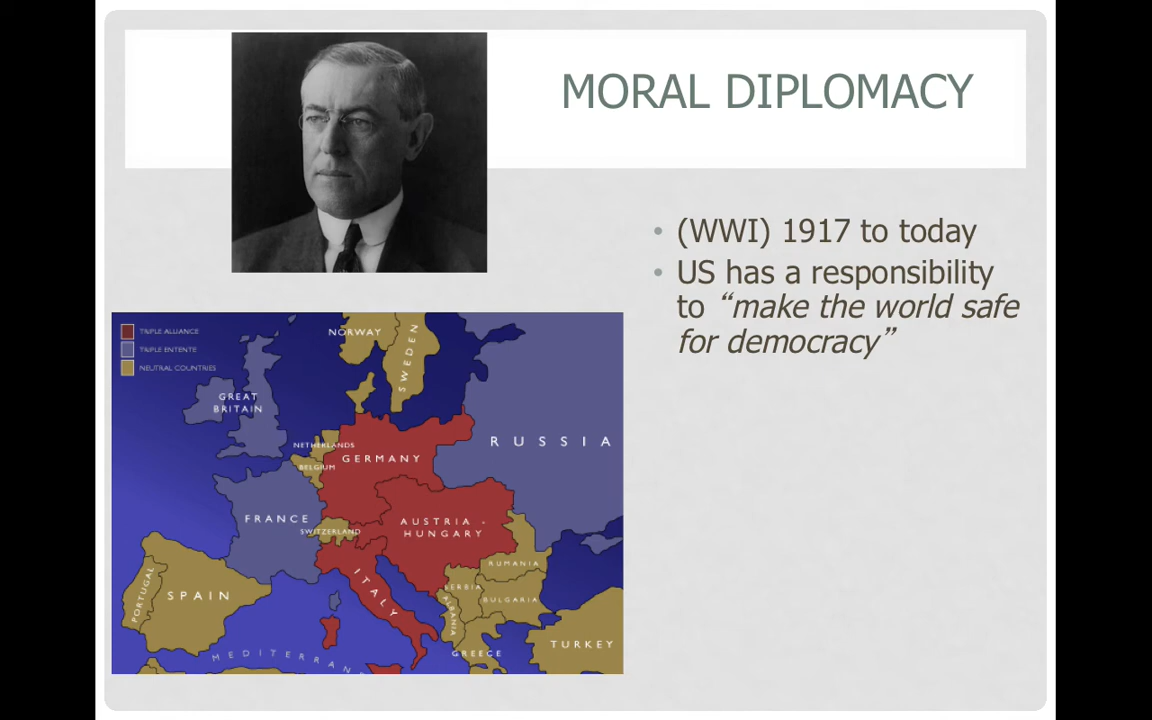 MORAL DIPLOMACY
• (WWI) 1917 to today
• US has a responsibility
to “make the world safe
for democracy”
TRIPLE ALLIANCE
TRIPLE ENTENTE
NEUTRAL COUNTRIES
NORWAY
SWEDEN
GREAT
BRITAIN
RUSSIA
NETHERLANDS
BELGIUM
GERMANY
FRANCE
SWITZERLAND
AUSTRIA -
HUNGARY
ITALY
RUMANIA
SERBIA
BULGARIA
ALBANIA
PORTUGAL
SPAIN
TURKEY
GREECE
MEDITERRAN